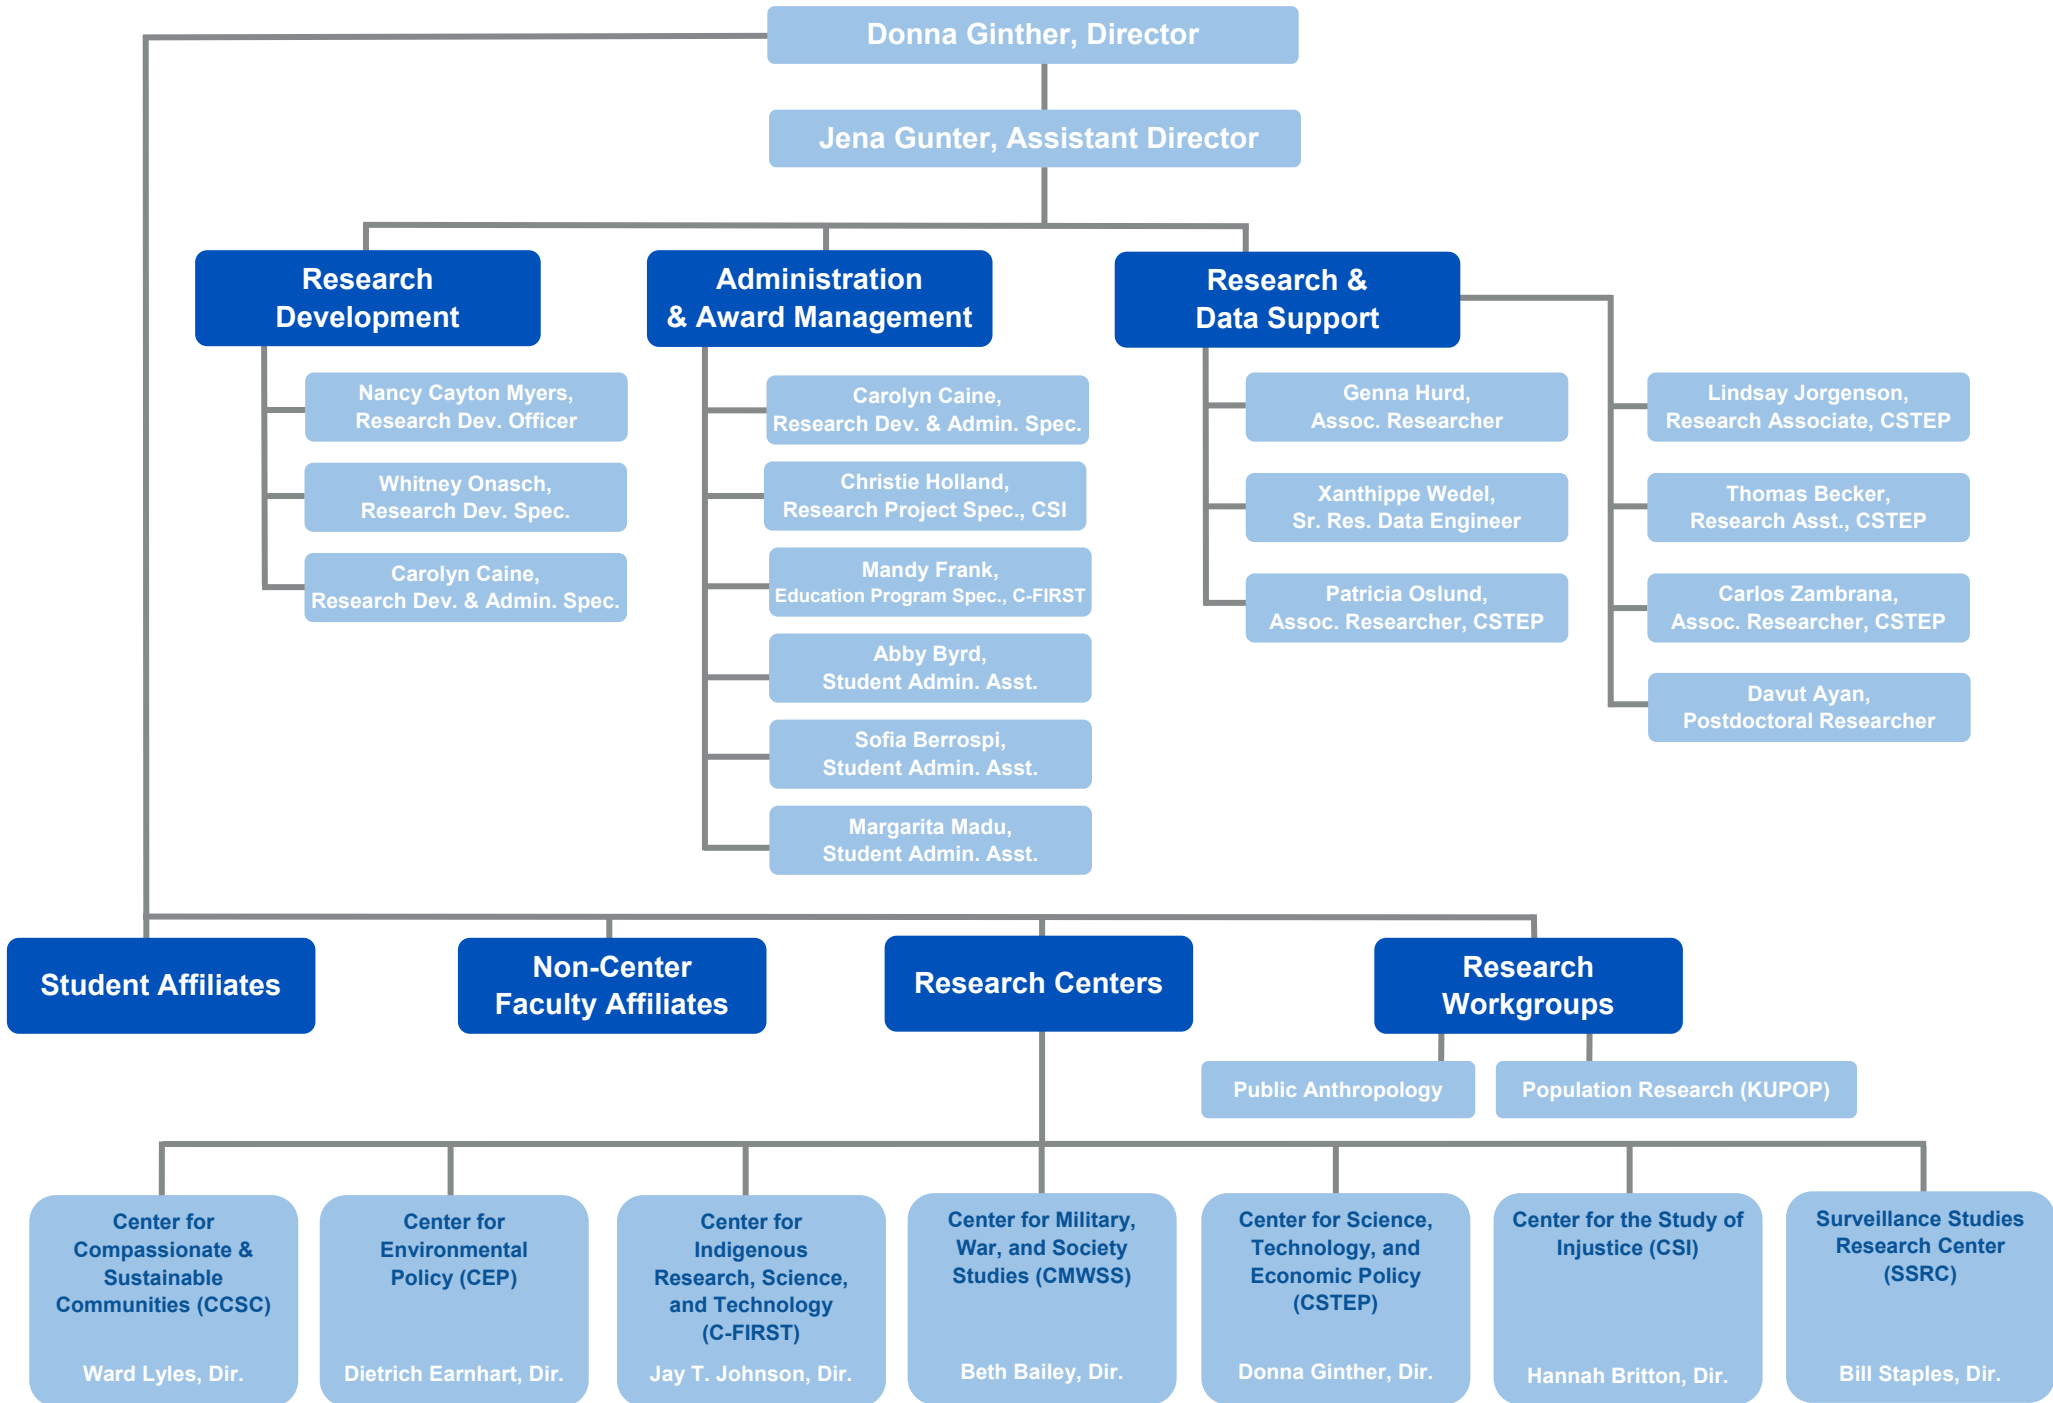 Donna Ginther, Director
Jena Gunter, Assistant Director
Research
Development
Nancy Cayton Myers,
Research Dev. Officer
Whitney Onasch,
Research Dev. Spec.
Carolyn Caine,
Research Dev. & Admin. Spec.
Administration
& Award Management
Carolyn Caine,
Research Dev. & Admin. Spec.
Christie Holland,
Research Project Spec., CSI
Mandy Frank,
Education Program Spec., C-FIRST
Abby Byrd,
Student Admin. Asst.
Sofia Berrospi,
Student Admin. Asst.
Margarita Madu,
Student Admin. Asst.
Research &
Data Support
Genna Hurd,
Assoc. Researcher
Xanthippe Wedel,
Sr. Res. Data Engineer
Patricia Oslund,
Assoc. Researcher, CSTEP
Lindsay Jorgenson,
Research Associate, CSTEP
Thomas Becker,
Research Asst., CSTEP
Carlos Zambrana,
Assoc. Researcher, CSTEP
Davut Ayan,
Postdoctoral Researcher
Student Affiliates
Non-Center
Faculty Affiliates
Research Centers
Research
Workgroups
Public Anthropology
Population Research (KUPOP)
Center for
Compassionate &
Sustainable
Communities (CCSC)
Ward Lyles, Dir.
Center for
Environmental
Policy (CEP)
Dietrich Earnhart, Dir.
Center for
Indigenous
Research, Science,
and Technology
(C-FIRST)
Jay T. Johnson, Dir.
Center for Military,
War, and Society
Studies (CMWSS)
Beth Bailey, Dir.
Center for Science,
Technology, and
Economic Policy
(CSTEP)
Donna Ginther, Dir.
Center for the Study of
Injustice (CSI)
Hannah Britton, Dir.
Surveillance Studies
Research Center
(SSRC)
Bill Staples, Dir.